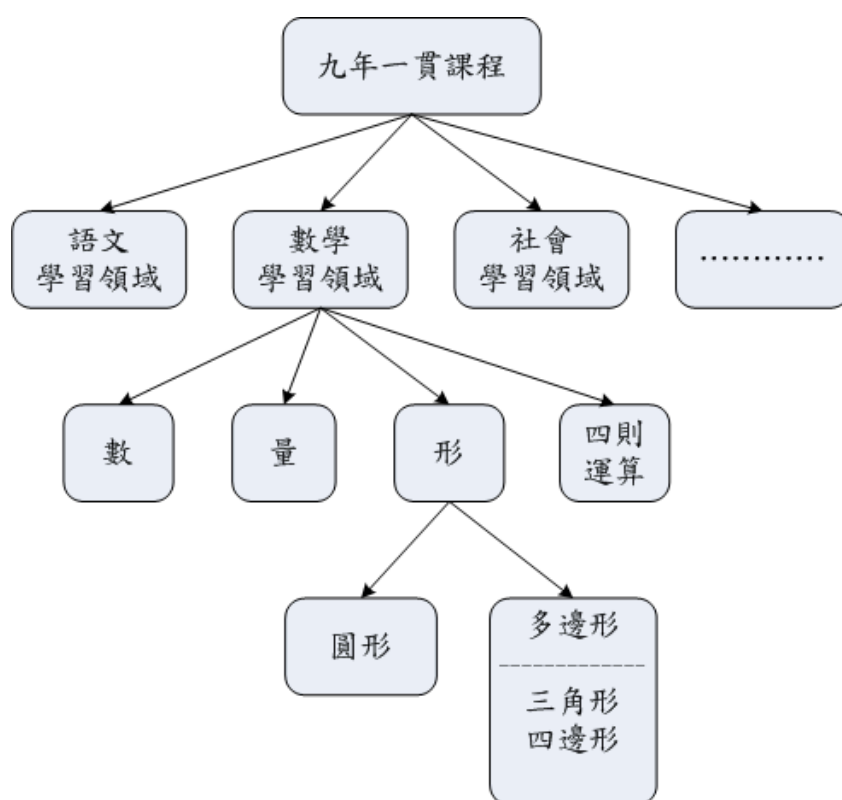 九年一貫課程
語文
學習領域
數學
學習領域
社會
學習領域
…………
數
量
形
四則
運算
圓形
多邊形
三角形
四邊形